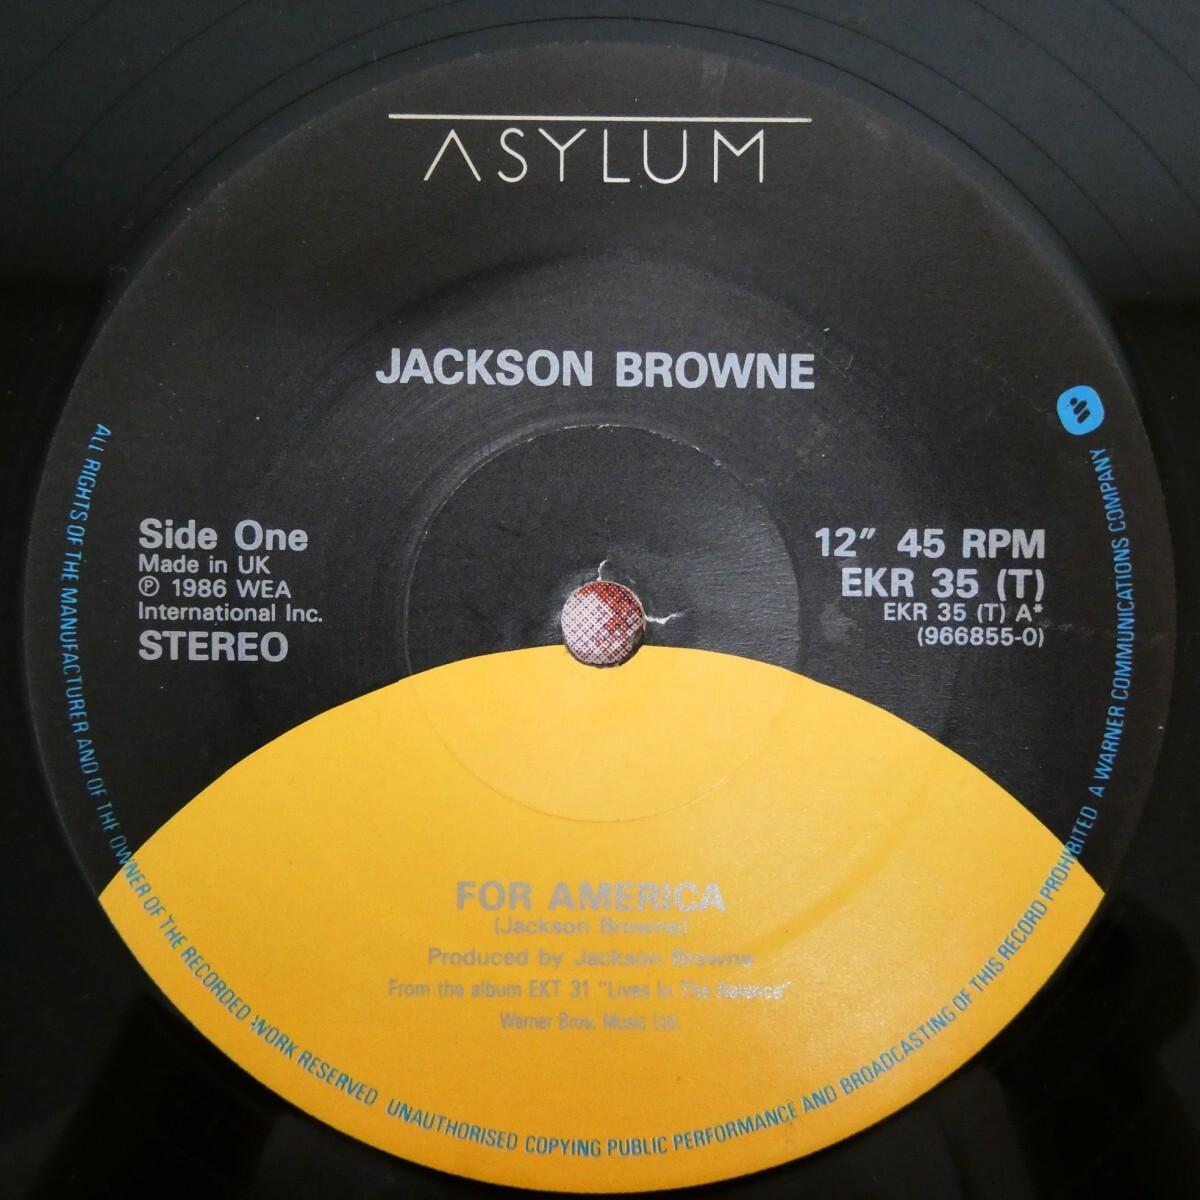 ASYLUM
JACKSON BROWNE
Side One
Made in UK
℗ 1986 WEA
International Inc.
STEREO
12" 45 RPM
EKR 35 (T)
EKR 35 (T) A*
(966855-0)
FOR AMERICA
(Jackson Browne)
Produced by Jackson Browne
From the album EKT 31 "Lives In The Balance"
Warner Bros. Music Ltd.
ALL RIGHTS OF THE MANUFACTURER AND OF THE OWNER OF THE RECORDED WORK RESERVED UNAUTHORISED COPYING PUBLIC PERFORMANCE AND BROADCASTING OF THIS RECORD PROHIBITED A WARNER COMMUNICATIONS COMPANY